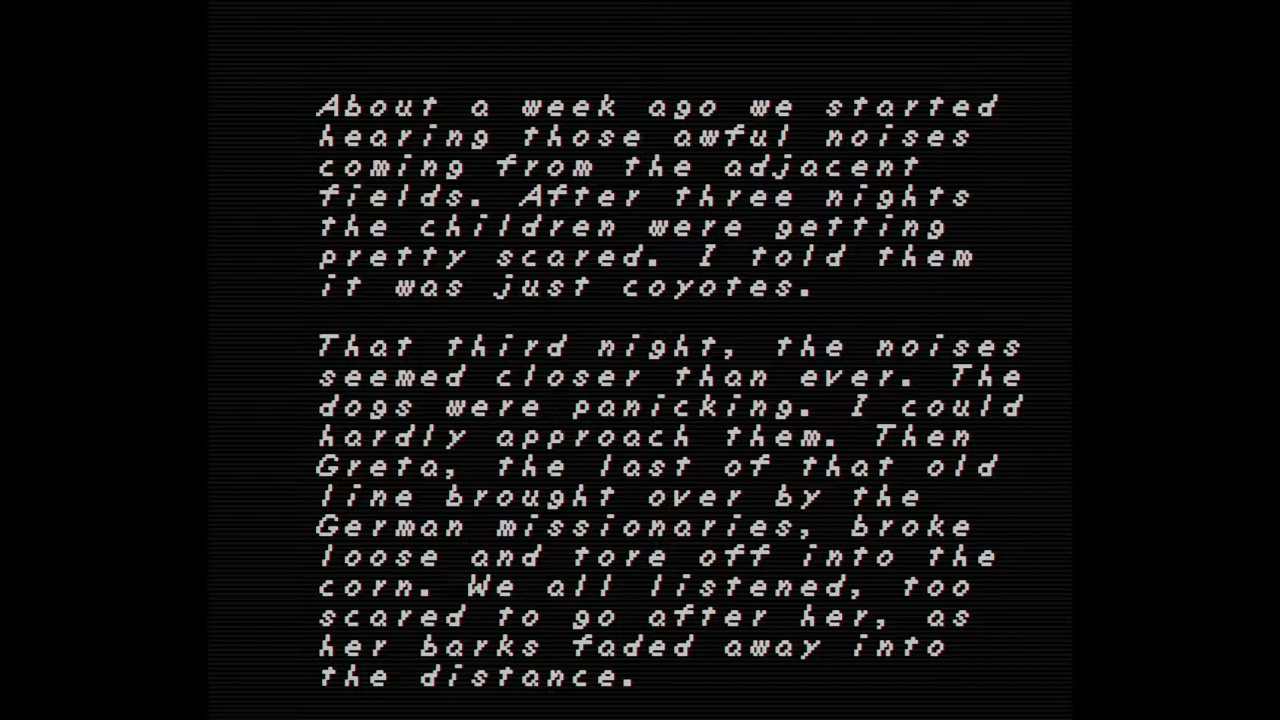 About a week ago we started
hearing those awful noises
coming from the adjacent
fields. After three nights
the children were getting
pretty scared. I told them
it was just coyotes.

That third night, the noises
seemed closer than ever. The
dogs were panicking. I could
hardly approach them. Then
Greta, the last of that old
line brought over by the
German missionaries, broke
loose and tore off into the
corn. We all listened, too
scared to go after her, as
her barks faded away into
the distance.